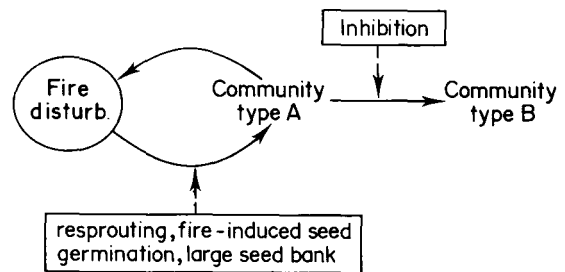 Inhibition
Fire
disturb.
Community
type A
Community
type B
resprouting, fire-induced seed
germination, large seed bank